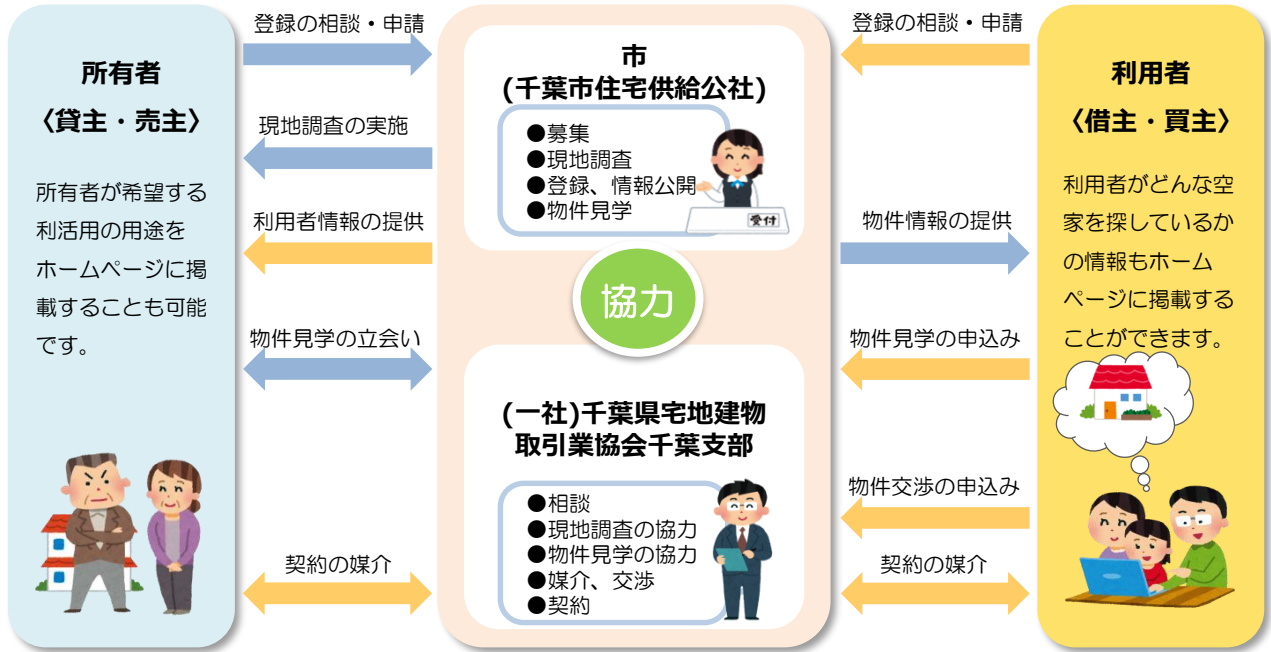 所有者
〈貸主・売主〉
所有者が希望する
利活用の用途を
ホームページに掲
載することも可能
です。
登録の相談・申請
現地調査の実施
利用者情報の提供
物件見学の立会い
契約の媒介
市
(千葉市住宅供給公社)
●募集
●現地調査
●登録、情報公開
●物件見学
受付
協力
(一社)千葉県宅地建物
取引業協会千葉支部
●相談
●現地調査の協力
●物件見学の協力
●媒介、交渉
●契約
登録の相談・申請
物件情報の提供
物件見学の申込み
物件交渉の申込み
契約の媒介
利用者
〈借主・買主〉
利用者がどんな空
家を探しているか
の情報もホーム
ページに掲載する
ことができます。